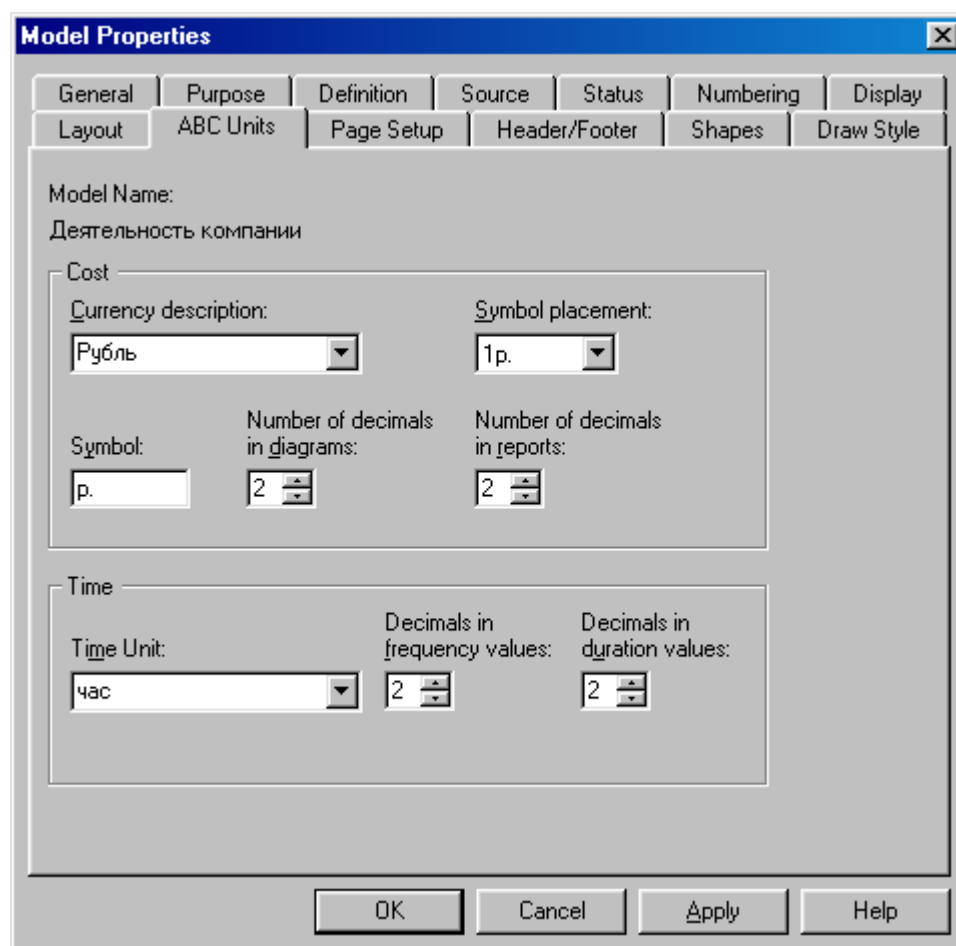 Model Properties
General Purpose Definition Source Status Numbering Display
Layout ABC Units Page Setup Header/Footer Shapes Draw Style
Model Name:
Деятельность компании
Cost
Currency description: Symbol placement:
Рубль 1р.
Number of decimals Number of decimals
Symbol: in diagrams: in reports:
р. 2 2
Time
Decimals in Decimals in
Time Unit: frequency values: duration values:
час 2 2
OK Cancel Apply Help